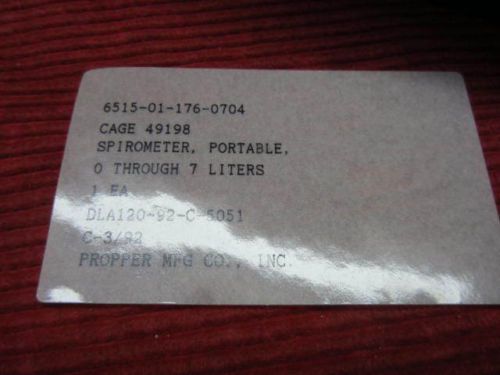 6515-01-176-0704
CAGE 49198
SPIROMETER, PORTABLE,
0 THROUGH 7 LITERS
1 EA
DLA120-92-C-5051
C-3/92
PROPPER MFG CO., INC.